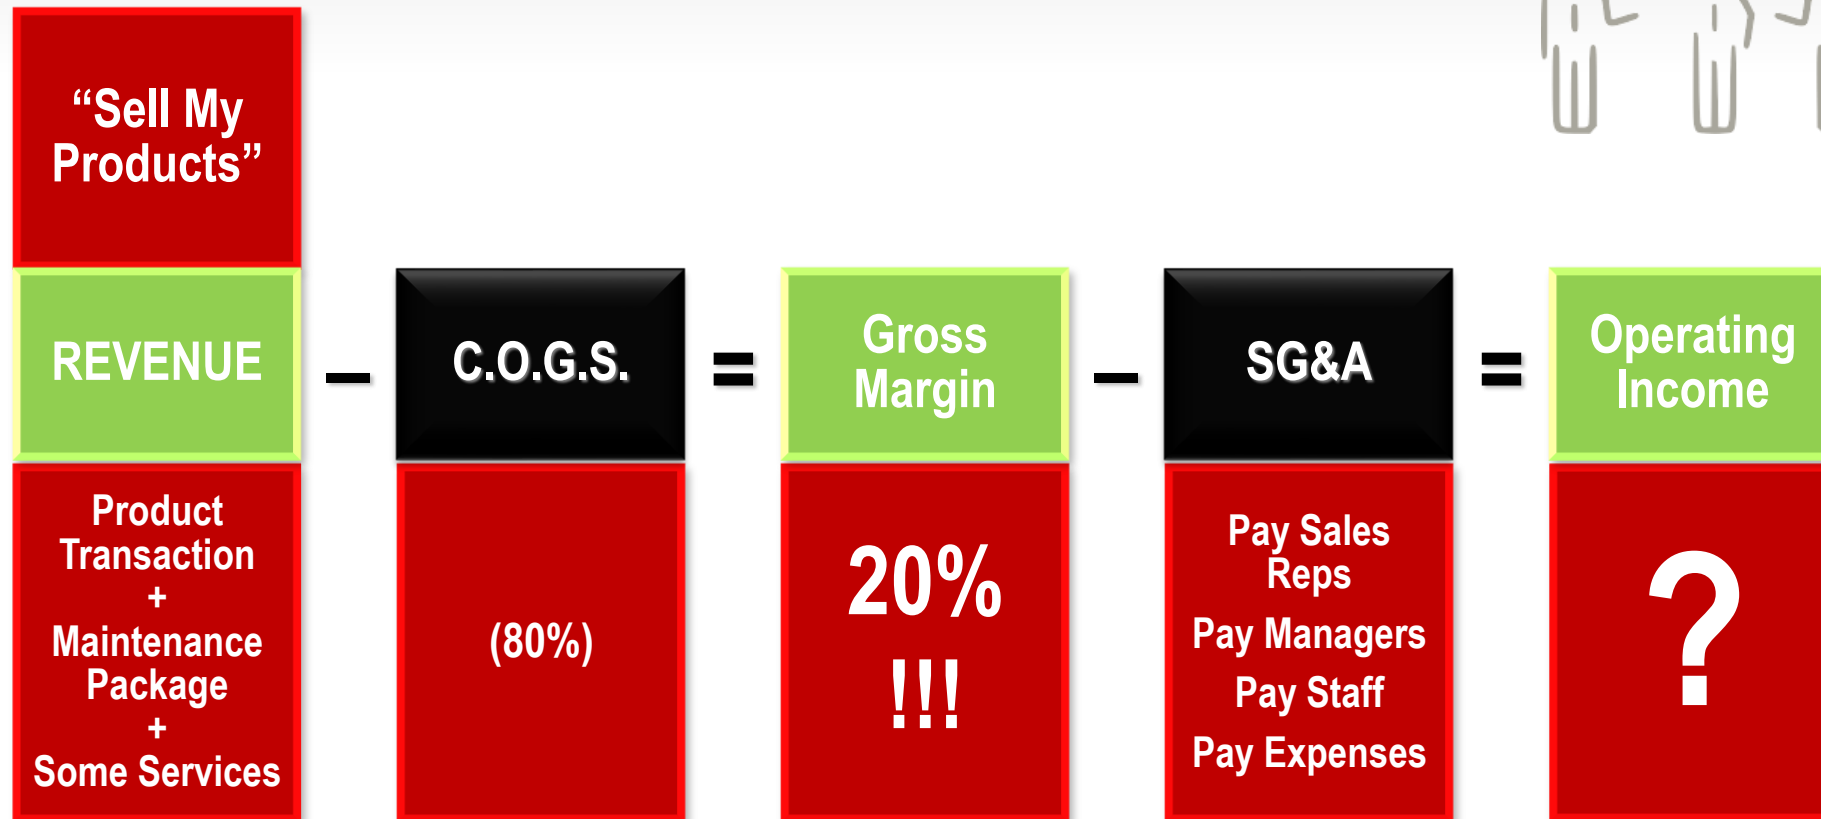 “Sell My
Products”
REVENUE
–
C.O.G.S.
=
Gross
Margin
–
SG&A
=
Operating
Income
Product
Transaction
+
Maintenance
Package
+
Some Services
(80%)
20%
!!!
Pay Sales
Reps
Pay Managers
Pay Staff
Pay Expenses
?